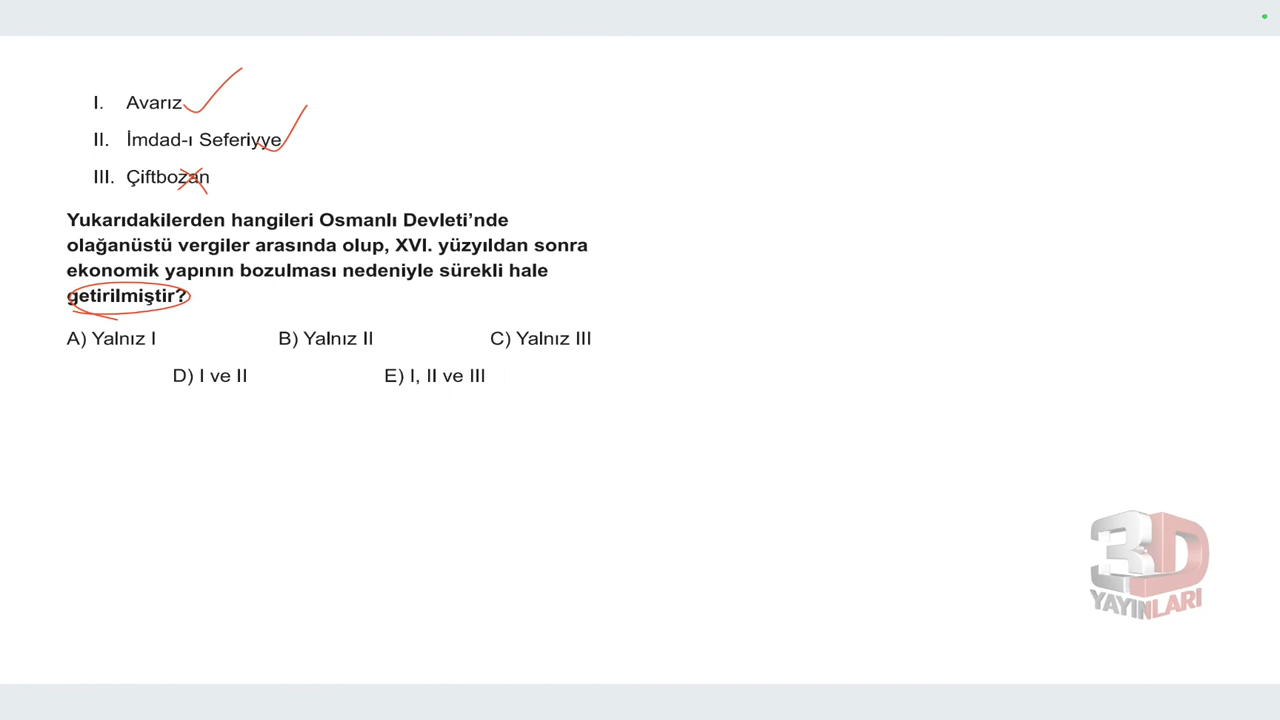 I. Avarız
II. İmdad-ı Seferiyye
III. Çiftbozan
Yukarıdakilerden hangileri Osmanlı Devleti’nde
olağanüstü vergiler arasında olup, XVI. yüzyıldan sonra
ekonomik yapının bozulması nedeniyle sürekli hale
getirilmiştir?
A) Yalnız I B) Yalnız II C) Yalnız III
D) I ve II E) I, II ve III
3D
YAYINLARI